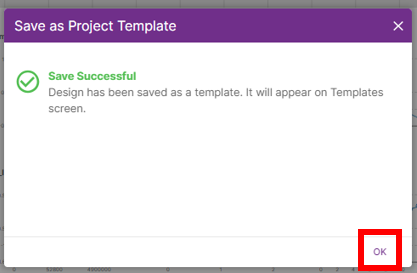 Save as Project Template
Save Successful
Design has been saved as a template. It will appear on Templates
screen.
OK